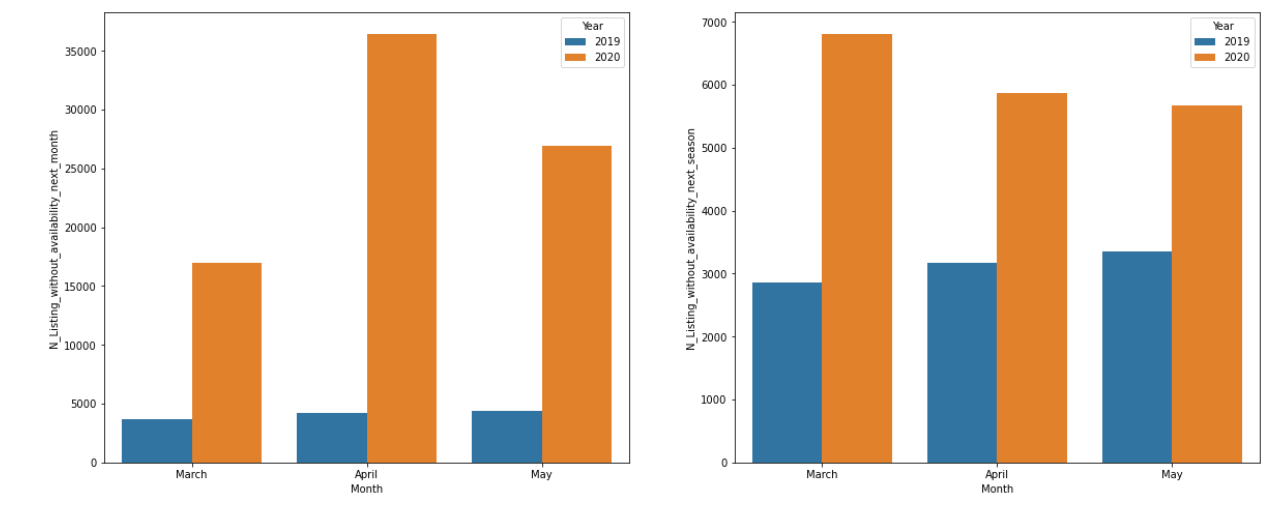 N_Listing_without_availability_next_month
35000
30000
25000
20000
15000
10000
5000
0
March April May
Month
Year
2019
2020
N_Listing_without_availability_next_season
7000
6000
5000
4000
3000
2000
1000
0
March April May
Month
Year
2019
2020